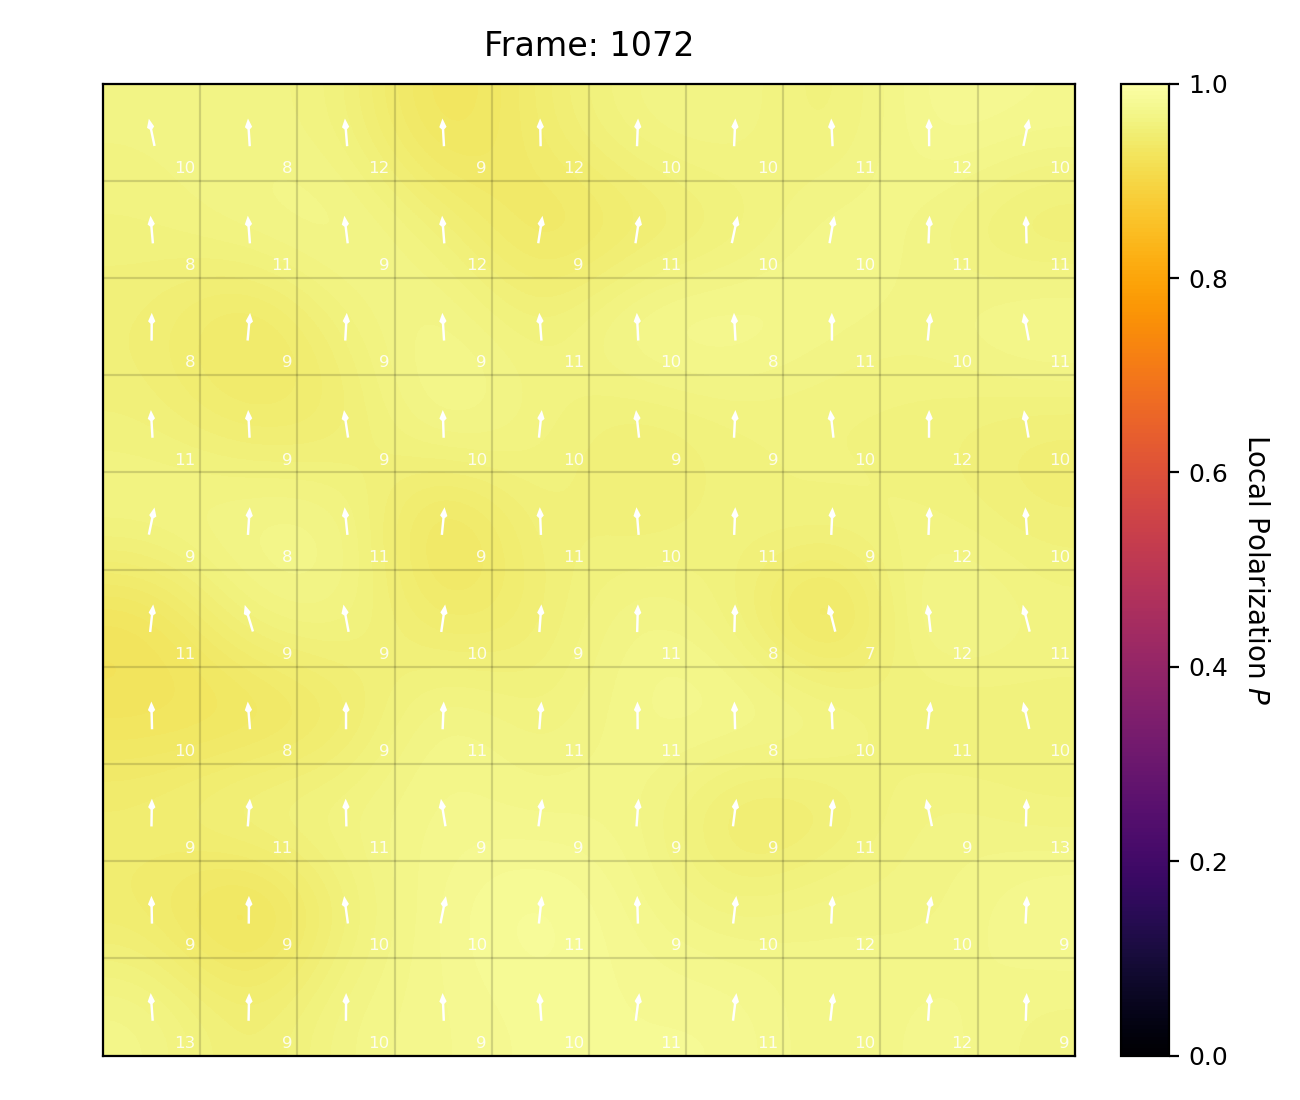 Frame: 1072
10 8 12 9 12 10 10 11 12 10
8 11 9 12 9 11 10 10 11 11
8 9 9 9 11 10 8 11 10 11
11 9 9 10 10 9 9 10 12 10
9 8 11 9 11 10 11 9 12 10
11 9 9 10 9 11 8 7 12 11
10 8 9 11 11 11 8 10 11 10
9 11 11 9 9 9 9 11 9 13
9 9 10 10 11 9 10 12 10 9
13 9 10 9 10 11 11 10 12 9
1.0
0.8
0.6
0.4
0.2
0.0
Local Polarization P